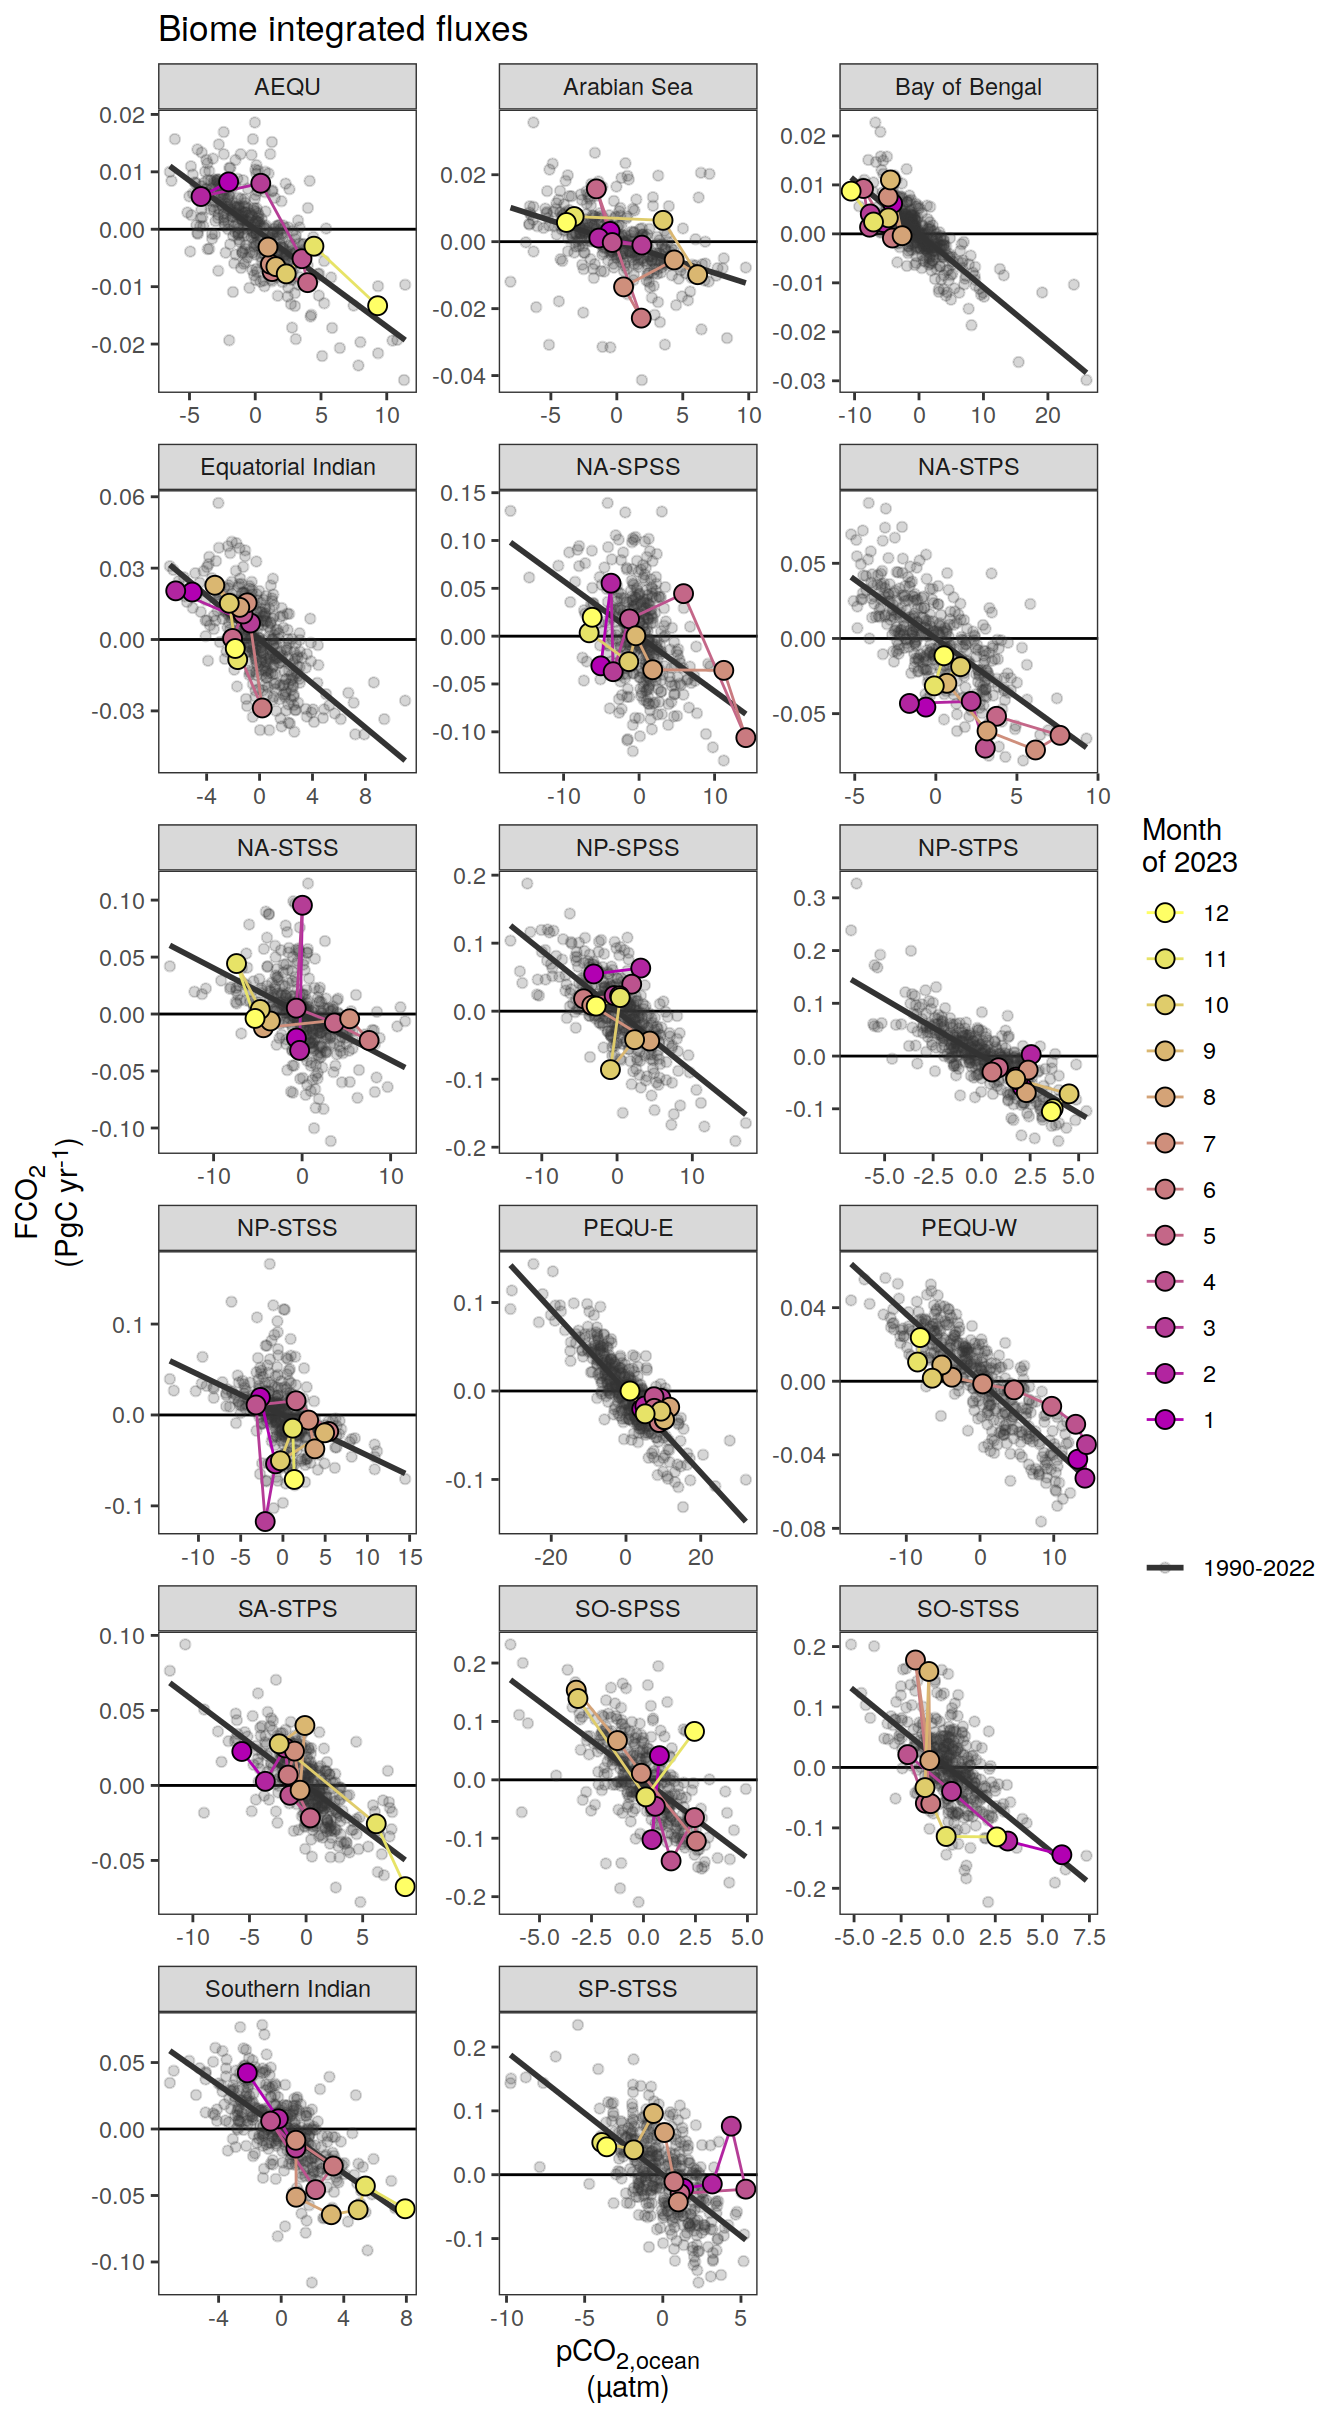 Biome integrated fluxes
AEQU
Arabian Sea
Bay of Bengal
0.02
0.01
0.00
-0.01
-0.02
0.02
0.00
-0.02
-0.04
0.02
0.01
0.00
-0.01
-0.02
-0.03
-5 0 5 10
-5 0 5 10
-10 0 10 20
Equatorial Indian
NA-SPSS
NA-STPS
0.06
0.03
0.00
-0.03
0.15
0.10
0.05
0.00
-0.05
-0.10
0.05
0.00
-0.05
-4 0 4 8
-10 0 10
-5 0 5 10
NA-STSS
NP-SPSS
NP-STPS
0.10
0.05
0.00
-0.05
-0.10
0.2
0.1
0.0
-0.1
-0.2
0.3
0.2
0.1
0.0
-0.1
-10 0 10
-10 0 10
-5.0 -2.5 0.0 2.5 5.0
NP-STSS
PEQU-E
PEQU-W
0.1
0.0
-0.1
0.1
0.0
-0.1
0.04
0.00
-0.04
-0.08
-10 -5 0 5 10 15
-20 0 20
-10 0 10
SA-STPS
SO-SPSS
SO-STSS
0.10
0.05
0.00
-0.05
0.2
0.1
0.0
-0.1
-0.2
0.2
0.1
0.0
-0.1
-0.2
-10 -5 0 5
-5.0 -2.5 0.0 2.5 5.0
-5.0 -2.5 0.0 2.5 5.0 7.5
Southern Indian
SP-STSS
0.05
0.00
-0.05
-0.10
0.2
0.1
0.0
-0.1
-4 0 4 8
-10 -5 0 5
FCO₂
(PgC yr⁻¹)
pCO₂,ocean
(µatm)
Month
of 2023
12
11
10
9
8
7
6
5
4
3
2
1
1990-2022